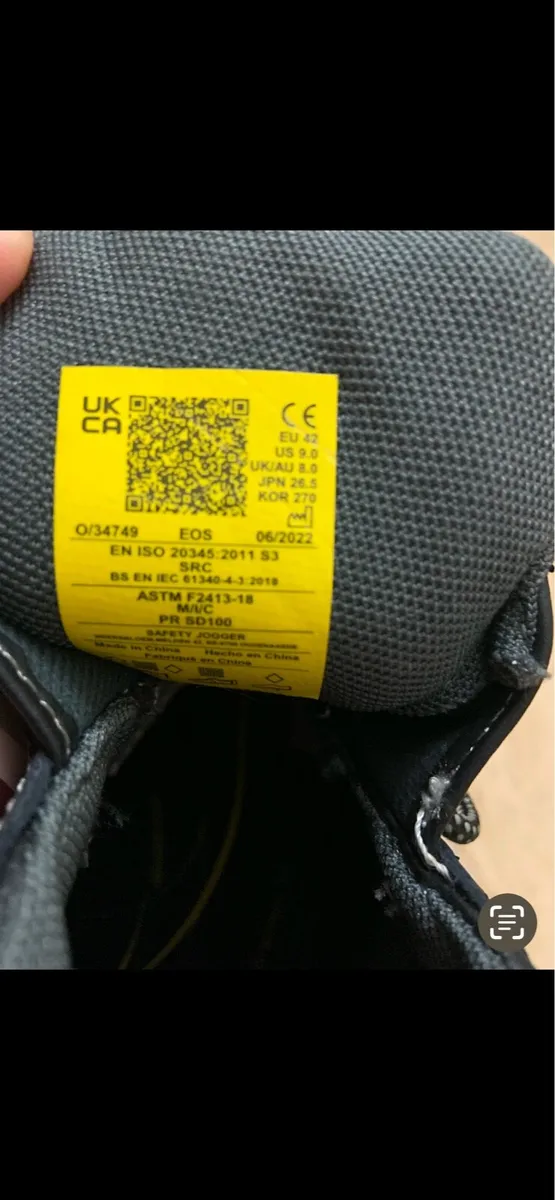 UK
CA
CE
EU 42
US 9.0
UK/AU 8.0
JPN 26.5
KOR 270
O/34749 EOS 06/2022
EN ISO 20345:2011 S3
SRC
BS EN IEC 61340-4-3:2018
ASTM F2413-18
M/I/C
PR SD100
SAFETY JOGGER
Made in China Hecho en China
Fabriqué en China